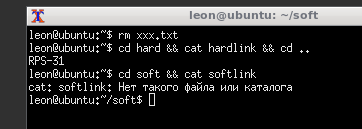 leon@ubuntu: ~/soft
leon@ubuntu:~$ rm xxx.txt
leon@ubuntu:~$ cd hard && cat hardlink && cd ..
RPS-31
leon@ubuntu:~$ cd soft && cat softlink
cat: softlink: Нет такого файла или каталога
leon@ubuntu:~/soft$